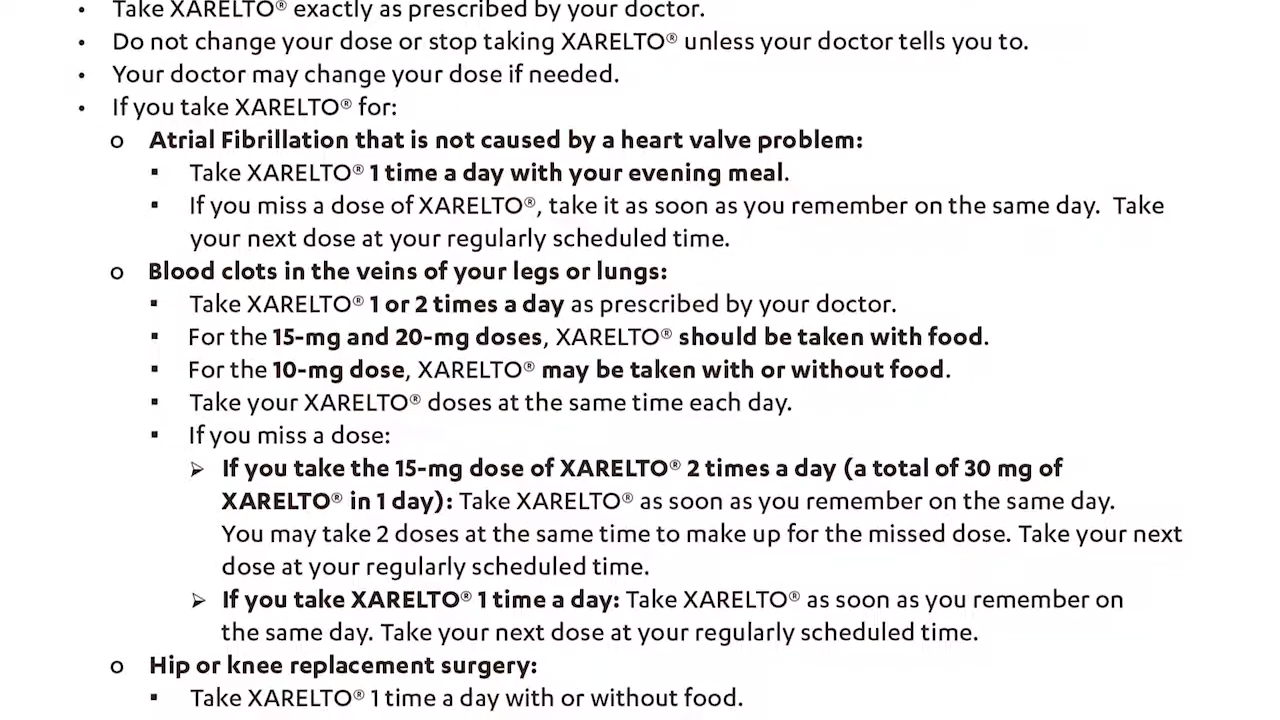 • Take XARELTO® exactly as prescribed by your doctor.
• Do not change your dose or stop taking XARELTO® unless your doctor tells you to.
• Your doctor may change your dose if needed.
• If you take XARELTO® for:
o Atrial Fibrillation that is not caused by a heart valve problem:
▪ Take XARELTO® 1 time a day with your evening meal.
▪ If you miss a dose of XARELTO®, take it as soon as you remember on the same day. Take
your next dose at your regularly scheduled time.
o Blood clots in the veins of your legs or lungs:
▪ Take XARELTO® 1 or 2 times a day as prescribed by your doctor.
▪ For the 15-mg and 20-mg doses, XARELTO® should be taken with food.
▪ For the 10-mg dose, XARELTO® may be taken with or without food.
▪ Take your XARELTO® doses at the same time each day.
▪ If you miss a dose:
➢ If you take the 15-mg dose of XARELTO® 2 times a day (a total of 30 mg of
XARELTO® in 1 day): Take XARELTO® as soon as you remember on the same day.
You may take 2 doses at the same time to make up for the missed dose. Take your next
dose at your regularly scheduled time.
➢ If you take XARELTO® 1 time a day: Take XARELTO® as soon as you remember on
the same day. Take your next dose at your regularly scheduled time.
o Hip or knee replacement surgery:
▪ Take XARELTO® 1 time a day with or without food.